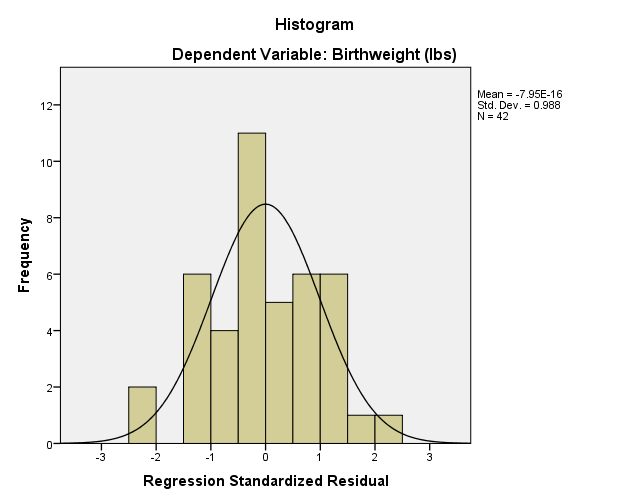 Histogram
Dependent Variable: Birthweight (lbs)
Mean = -7.95E-16
Std. Dev. = 0.988
N = 42
12
10
8
6
4
2
0
Frequency
-3 -2 -1 0 1 2 3
Regression Standardized Residual